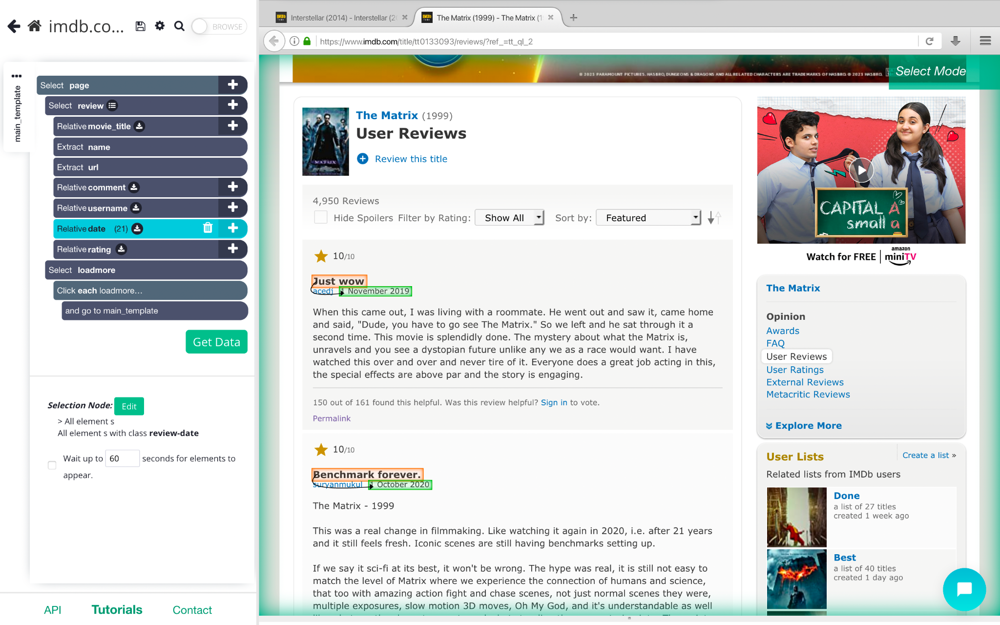 imdb.co...
BROWSE
main_template
Select page
Select review
Relative movie_title
Extract name
Extract url
Relative comment
Relative username
Relative date (21)
Relative rating
Select loadmore
Click each loadmore…
and go to main_template
Get Data
Selection Node: Edit
> All element s
All element s with class review-date
Wait up to 60 seconds for elements to
appear.
API Tutorials Contact
Interstellar (2014) - Interstellar (2
The Matrix (1999) - The Matrix (1
https://www.imdb.com/title/tt0133093/reviews/?ref_=tt_ql_2
© 2023 PARAMOUNT PICTURES. HASBRO, DUNGEONS & DRAGONS AND ALL RELATED CHARACTERS ARE TRADEMARKS OF HASBRO. © 2023 HASBRO.
Select Mode
The Matrix (1999)
User Reviews
Review this title
4,950 Reviews
Hide Spoilers Filter by Rating: Show All Sort by: Featured
10/10
Just wow
acedj 1 November 2019
When this came out, I was living with a roommate. He went out and saw it, came home
and said, "Dude, you have to go see The Matrix." So we left and he sat through it a
second time. This movie is splendidly done. The mystery about what the Matrix is,
unravels and you see a dystopian future unlike any we as a race would want. I have
watched this over and over and never tire of it. Everyone does a great job acting in this,
the special effects are above par and the story is engaging.
150 out of 161 found this helpful. Was this review helpful? Sign in to vote.
Permalink
10/10
Benchmark forever.
suryanmukul 1 October 2020
The Matrix - 1999
This was a real change in filmmaking. Like watching it again in 2020, i.e. after 21 years
and it still feels fresh. Iconic scenes are still having benchmarks setting up.
If we say it sci-fi at its best, it won't be wrong. The hype was real, it is still not easy to
match the level of Matrix where we experience the connection of humans and science,
that too with amazing action fight and chase scenes, not just normal scenes they were,
multiple exposures, slow motion 3D moves, Oh My God, and it's understandable as well
MATRIX
CAPITAL A
small a
Watch for FREE
amazon
miniTV
The Matrix
Opinion
Awards
FAQ
User Reviews
User Ratings
External Reviews
Metacritic Reviews
Explore More
User Lists
Create a list »
Related lists from IMDb users
Done
a list of 27 titles
created 1 week ago
Best
a list of 40 titles
created 1 day ago